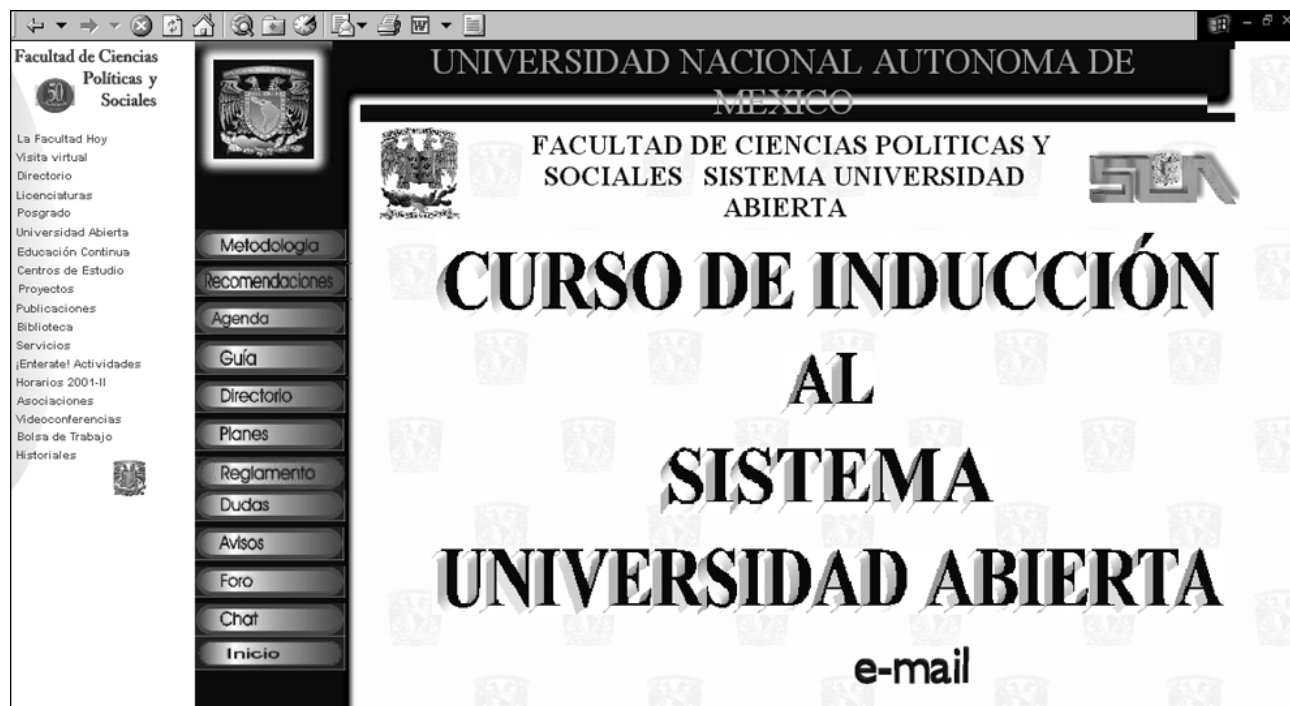 Facultad de Ciencias
Políticas y
Sociales
50
La Facultad Hoy
Visita virtual
Directorio
Licenciaturas
Posgrado
Universidad Abierta
Educación Continua
Centros de Estudio
Proyectos
Publicaciones
Biblioteca
Servicios
¡Enterate! Actividades
Horarios 2001-II
Asociaciones
Videoconferencias
Bolsa de Trabajo
Historiales
Metodologia
Recomendaciones
Agenda
Guía
Directorio
Planes
Reglamento
Dudas
Avisos
Foro
Chat
Inicio
UNIVERSIDAD NACIONAL AUTONOMA DE
MEXICO
FACULTAD DE CIENCIAS POLITICAS Y
SOCIALES SISTEMA UNIVERSIDAD
ABIERTA
SUA
CURSO DE INDUCCIÓN
AL
SISTEMA
UNIVERSIDAD ABIERTA
e-mail